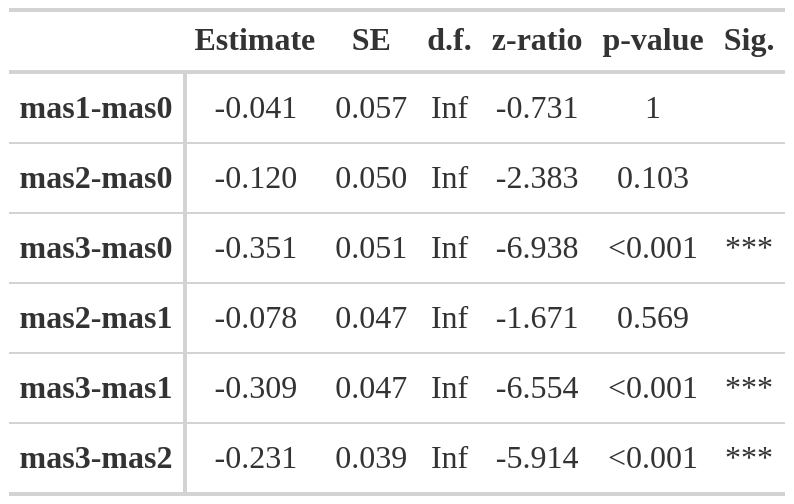 Estimate SE d.f. z-ratio p-value Sig.
mas1-mas0 -0.041 0.057 Inf -0.731 1
mas2-mas0 -0.120 0.050 Inf -2.383 0.103
mas3-mas0 -0.351 0.051 Inf -6.938 <0.001 ***
mas2-mas1 -0.078 0.047 Inf -1.671 0.569
mas3-mas1 -0.309 0.047 Inf -6.554 <0.001 ***
mas3-mas2 -0.231 0.039 Inf -5.914 <0.001 ***